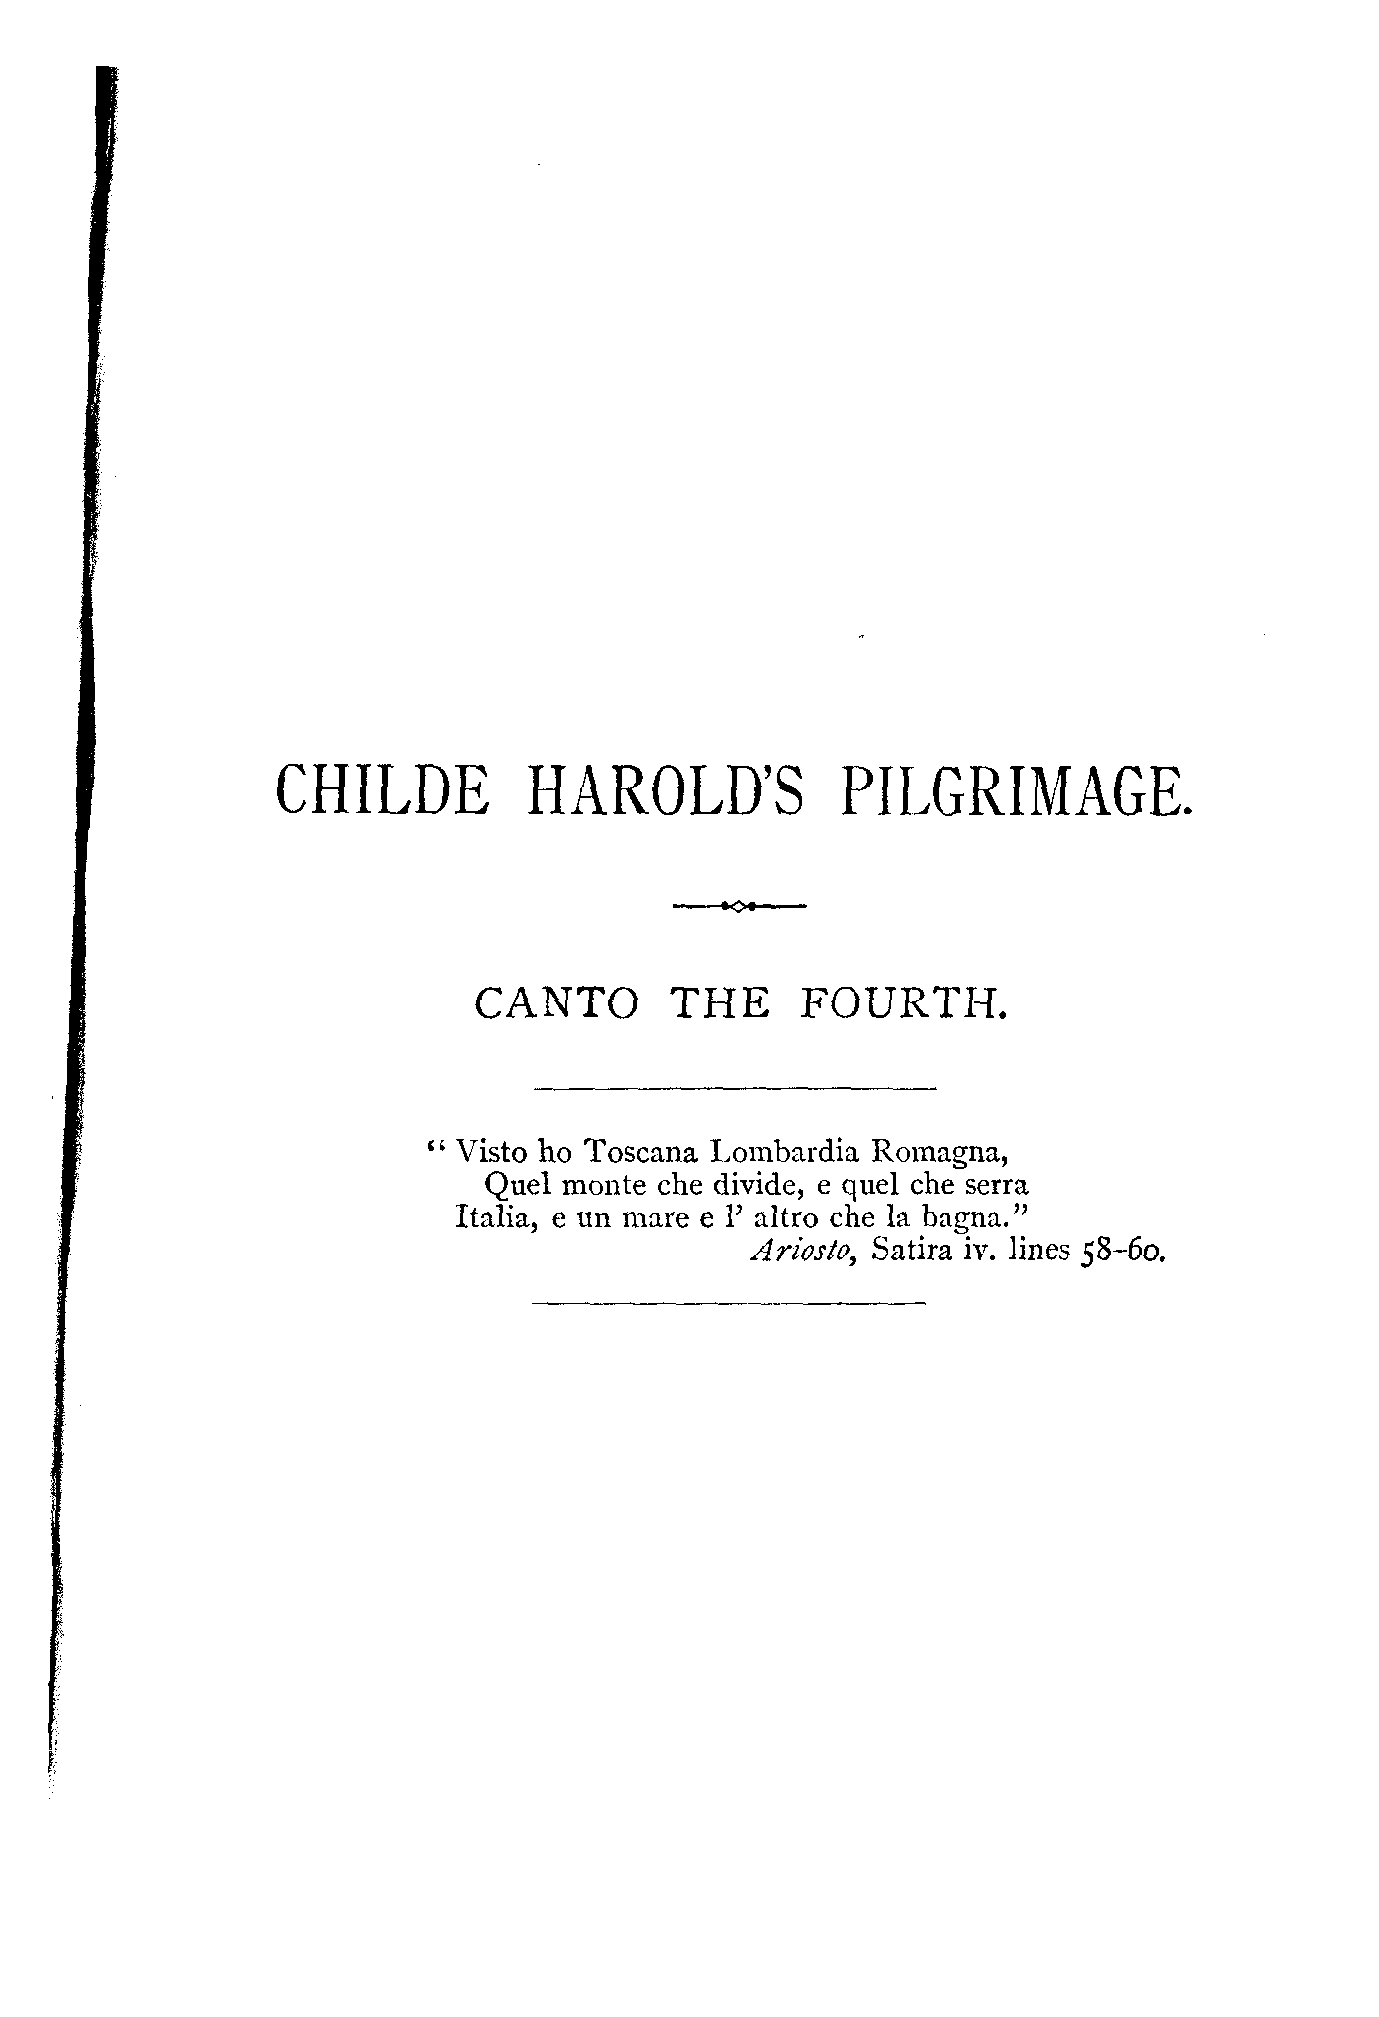 CHILDE HAROLD'S PILGRIMAGE.
CANTO THE FOURTH.
“ Visto ho Toscana Lombardia Romagna,
Quel monte che divide, e quel che serra
Italia, e un mare e l’ altro che la bagna.”
Ariosto, Satira iv. lines 58–60.